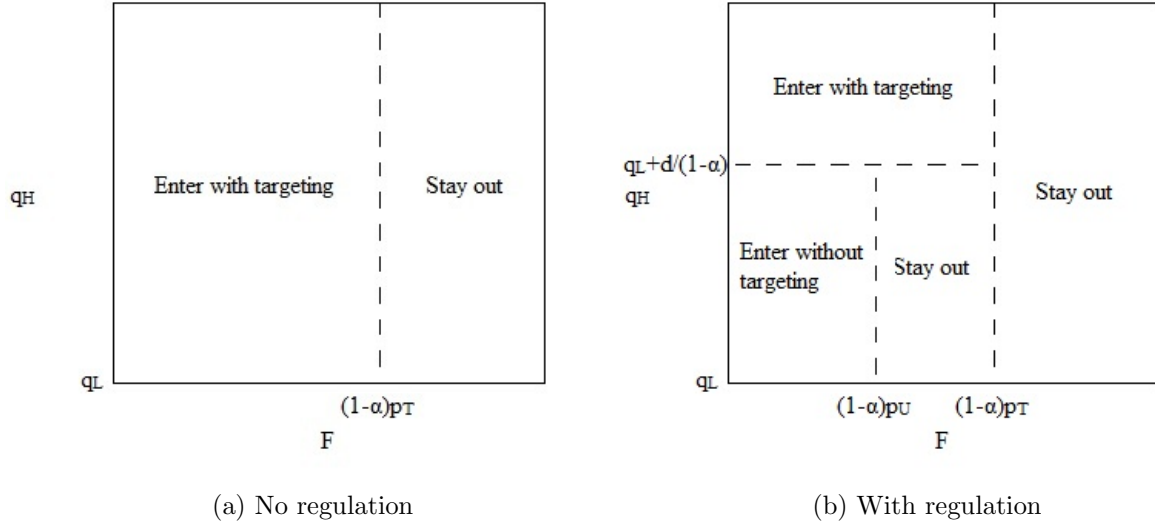 Enter with targeting
Stay out
qH
qL
(1-α)pT
F
(a) No regulation
Enter with targeting
qL+d/(1-α)
qH
Stay out
Enter without
targeting
Stay out
qL
(1-α)pU
(1-α)pT
F
(b) With regulation